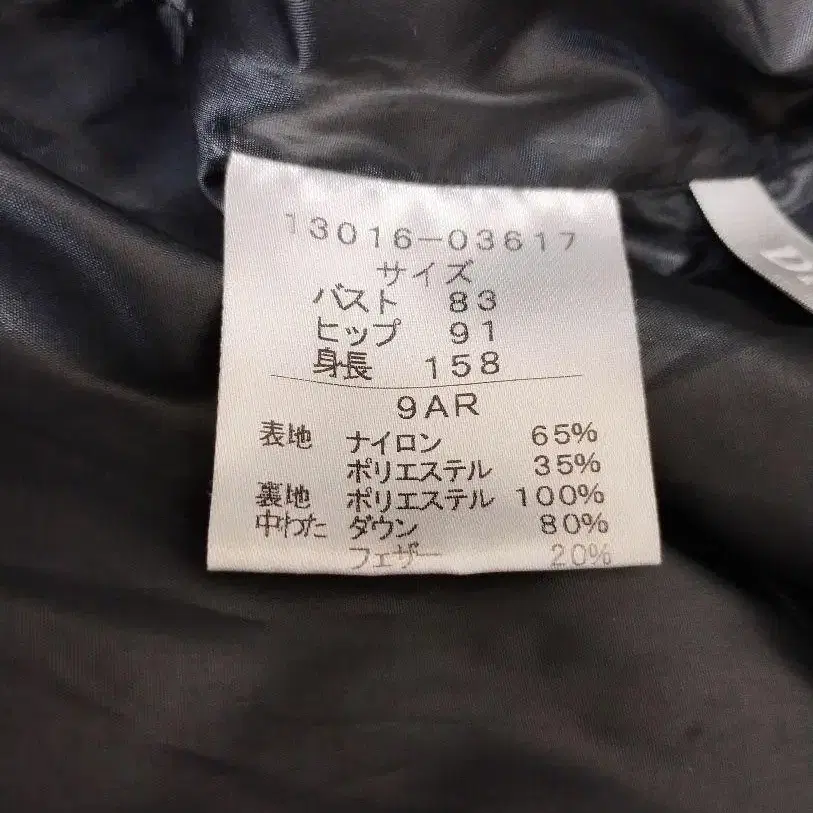 13016-03617
サイズ
バスト 83
ヒップ 91
身長 158
9AR
表地 ナイロン 65%
ポリエステル 35%
裏地 ポリエステル 100%
中わた ダウン 80%
フェザー 20%